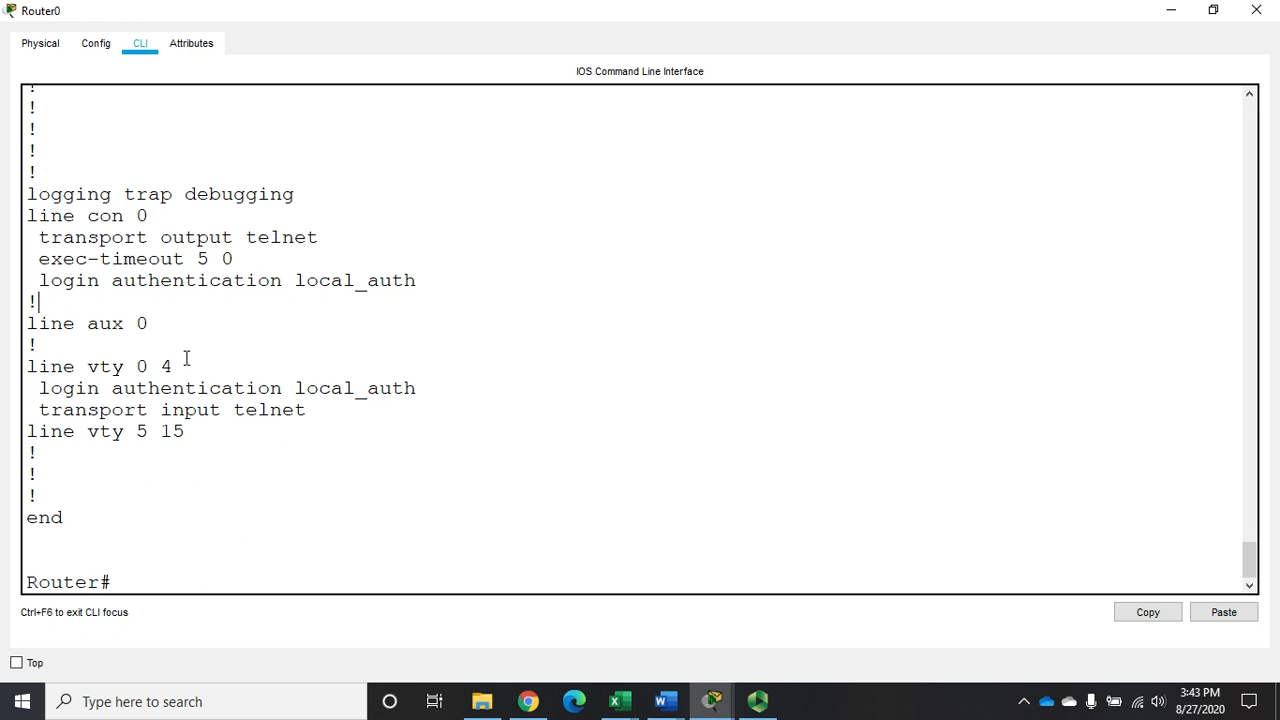 Router0
Physical Config CLI Attributes
IOS Command Line Interface
!
!
!
!
!
logging trap debugging
line con 0
 transport output telnet
 exec-timeout 5 0
 login authentication local_auth
!
line aux 0
!
line vty 0 4
 login authentication local_auth
 transport input telnet
line vty 5 15
!
!
!
end
Router#
Ctrl+F6 to exit CLI focus
Copy Paste
Top
Type here to search
3:43 PM
8/27/2020